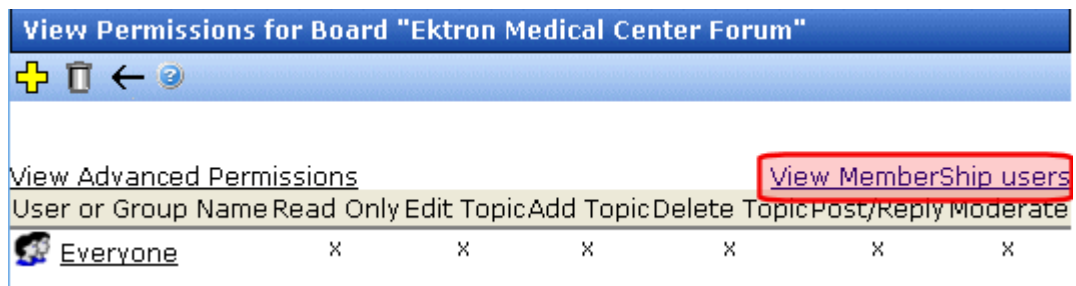 View Permissions for Board "Ektron Medical Center Forum"
?
View Advanced Permissions View MemberShip users
User or Group Name Read Only Edit Topic Add Topic Delete Topic Post/Reply Moderate
Everyone X X X X X X